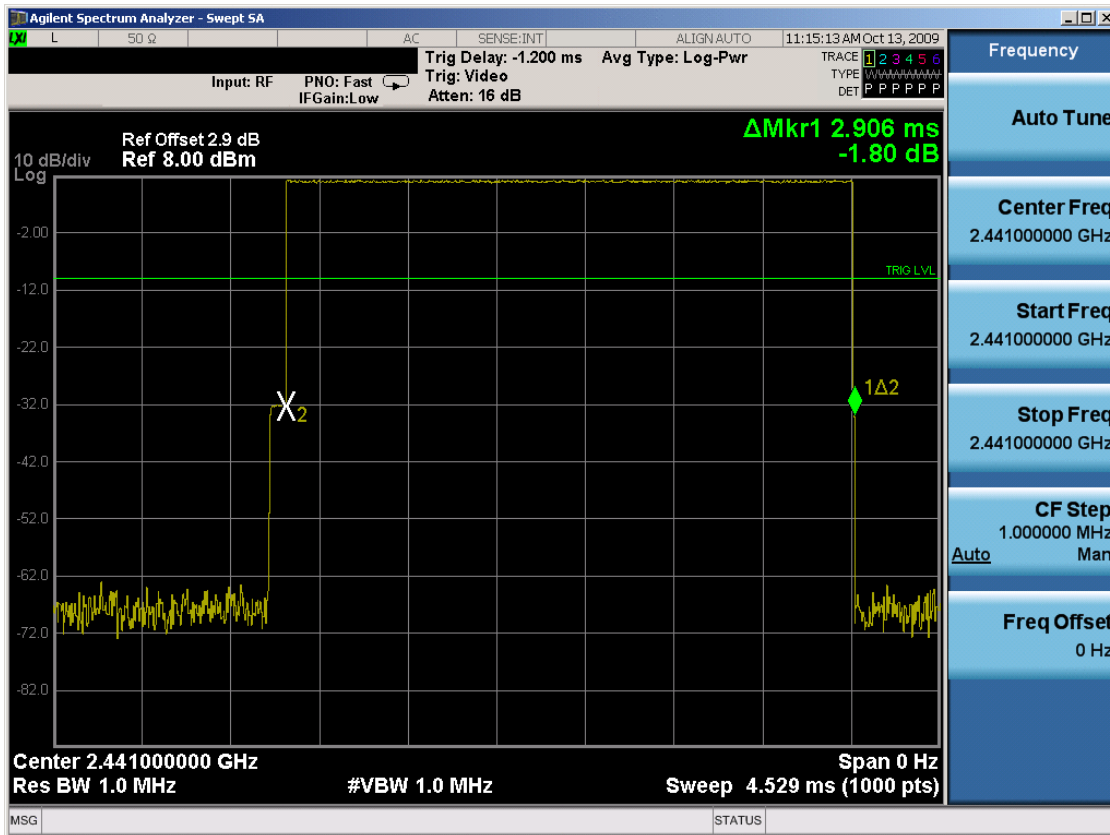 Agilent Spectrum Analyzer - Swept SA
LXI L 50 Ω AC SENSE:INT ALIGN AUTO 11:15:13 AM Oct 13, 2009
Trig Delay: -1.200 ms Avg Type: Log-Pwr TRACE 1 2 3 4 5 6
Input: RF PNO: Fast Trig: Video TYPE WWWWWW
IFGain:Low Atten: 16 dB DET P P P P P P
ΔMkr1 2.906 ms
-1.80 dB
Ref Offset 2.9 dB
10 dB/div Ref 8.00 dBm
Log
-2.00
TRIG LVL
-12.0
-22.0
1Δ2
-32.0
2
-42.0
-52.0
-62.0
-72.0
-82.0
Center 2.441000000 GHz Span 0 Hz
Res BW 1.0 MHz #VBW 1.0 MHz Sweep 4.529 ms (1000 pts)
MSG STATUS
Frequency
Auto Tune
Center Freq
2.441000000 GHz
Start Freq
2.441000000 GHz
Stop Freq
2.441000000 GHz
CF Step
1.000000 MHz
Auto Man
Freq Offset
0 Hz